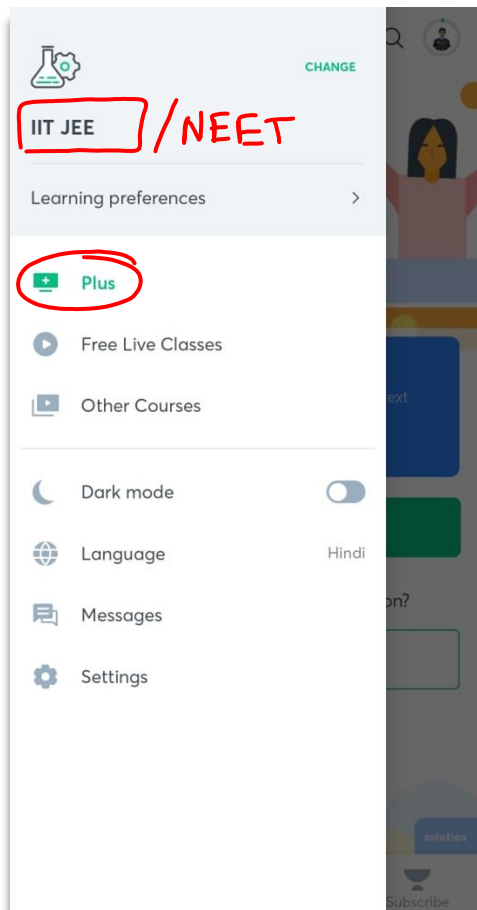 CHANGE
IIT JEE /NEET
Learning preferences
Plus
Free Live Classes
Other Courses
ext
Dark mode
Language Hindi
on?
Messages
Settings
solution
Subscribe